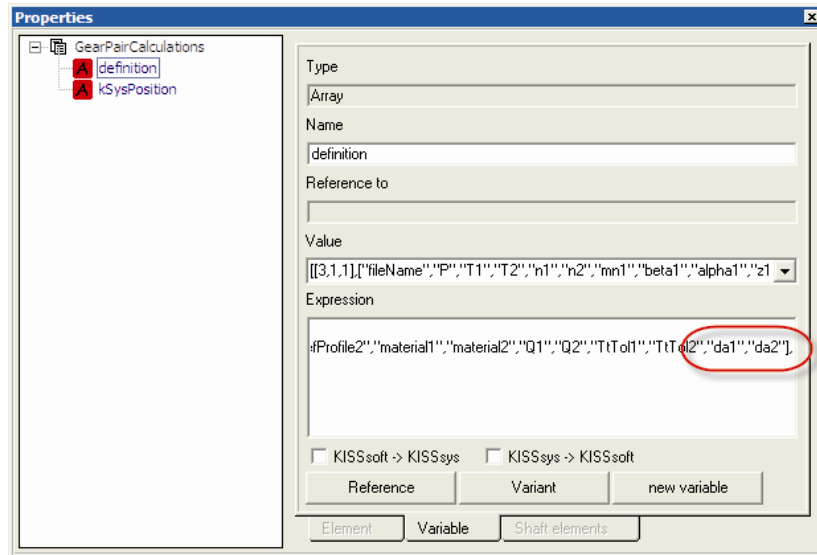 Properties
GearPairCalculations
definition
kSysPosition
Type
Array
Name
definition
Reference to
Value
[[3,1,1],["fileName","P","T1","T2","n1","n2","mn1","beta1","alpha1","z1
Expression
fProfile2","material1","material2","Q1","Q2","TtTol1","TtTol2","da1","da2"],
KISSsoft -> KISSsys
KISSsys -> KISSsoft
Reference
Variant
new variable
Element
Variable
Shaft elements